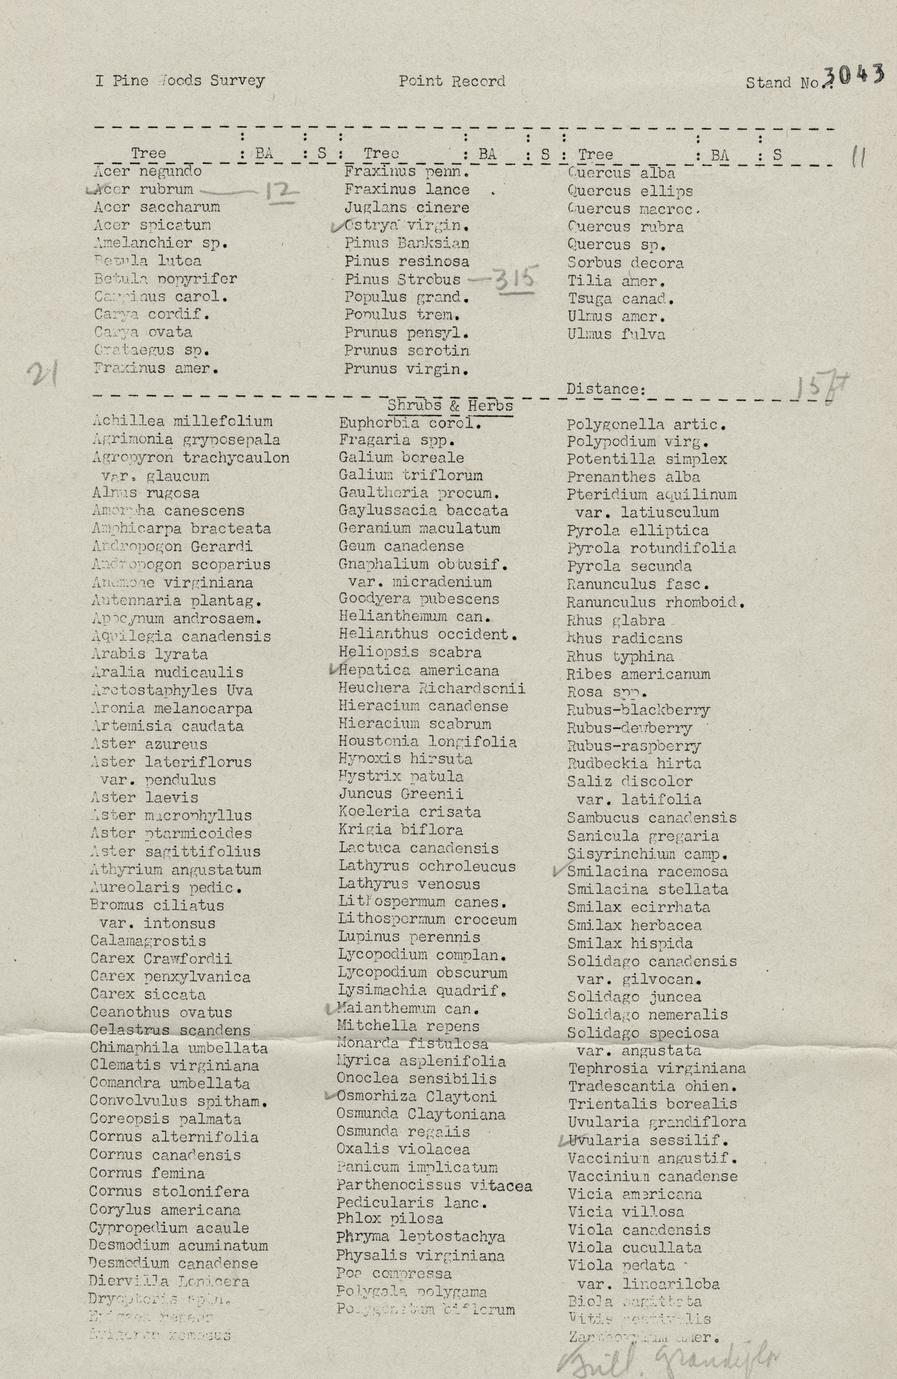 I Pine Woods Survey Point Record Stand No. 3043
Tree : BA : S : Tree : BA : S : Tree : BA : S
11
Acer negundo
Acer rubrum 12
Acer saccharum
Acer spicatum
Amelanchier sp.
Betula lutea
Betula popyrifer
Carpinus carol.
Carya cordif.
Carya ovata
Crataegus sp.
Fraxinus amer.
21
Fraxinus penn.
Fraxinus lance .
Juglans cinere
✓Ostrya virgin.
Pinus Banksian
Pinus resinosa
Pinus Strobus 315
Populus grand.
Populus trem.
Prunus pensyl.
Prunus serotin
Prunus virgin.
Quercus alba
Quercus ellips
Quercus macroc.
Quercus rubra
Quercus sp.
Sorbus decora
Tilia amer.
Tsuga canad.
Ulmus amer.
Ulmus fulva
Distance: 15ft
Shrubs & Herbs
Achillea millefolium
Agrimonia gryposepala
Agropyron trachycaulon
var. glaucum
Alnus rugosa
Amorpha canescens
Amphicarpa bracteata
Andropogon Gerardi
Andropogon scoparius
Anemone virginiana
Antennaria plantag.
Apocynum androsaem.
Aquilegia canadensis
Arabis lyrata
Aralia nudicaulis
Arctostaphyles Uva
Aronia melanocarpa
Artemisia caudata
Aster azureus
Aster lateriflorus
var. pendulus
Aster laevis
Aster macrophyllus
Aster ptarmicoides
Aster sagittifolius
Athyrium angustatum
Aureolaris pedic.
Bromus ciliatus
var. intonsus
Calamagrostis
Carex Crawfordii
Carex penxylvanica
Carex siccata
Ceanothus ovatus
Celastrus scandens
Chimaphila umbellata
Clematis virginiana
Comandra umbellata
Convolvulus spitham.
Coreopsis palmata
Cornus alternifolia
Cornus canadensis
Cornus femina
Cornus stolonifera
Corylus americana
Cypropedium acaule
Desmodium acuminatum
Desmodium canadense
Diervilla Lonicera
Dryopteris spin.
Euphorbia corol.
Fragaria spp.
Galium boreale
Galium triflorum
Gaultheria procum.
Gaylussacia baccata
Geranium maculatum
Geum canadense
Gnaphalium obtusif.
var. micradenium
Goodyera pubescens
Helianthemum can.
Helianthus occident.
Heliopsis scabra
✓Hepatica americana
Heuchera Richardsonii
Hieracium canadense
Hieracium scabrum
Houstonia longifolia
Hypoxis hirsuta
Hystrix patula
Juncus Greenii
Koeleria crisata
Krigia biflora
Lactuca canadensis
Lathyrus ochroleucus
Lathyrus venosus
Lithospermum canes.
Lithospermum croceum
Lupinus perennis
Lycopodium complan.
Lycopodium obscurum
Lysimachia quadrif.
✓Maianthemum can.
Mitchella repens
Monarda fistulosa
Myrica asplenifolia
Onoclea sensibilis
✓Osmorhiza Claytoni
Osmunda Claytoniana
Osmunda regalis
Oxalis violacea
Panicum implicatum
Parthenocissus vitacea
Pedicularis lanc.
Phlox pilosa
Phryma leptostachya
Physalis virginiana
Poa compressa
Polygala polygama
Polygonatum biflorum
Polygonella artic.
Polypodium virg.
Potentilla simplex
Prenanthes alba
Pteridium aquilinum
var. latiusculum
Pyrola elliptica
Pyrola rotundifolia
Pyrola secunda
Ranunculus fasc.
Ranunculus rhomboid.
Rhus glabra
Rhus radicans
Rhus typhina
Ribes americanum
Rosa spp.
Rubus-blackberry
Rubus-dewberry
Rubus-raspberry
Rudbeckia hirta
Saliz discolor
var. latifolia
Sambucus canadensis
Sanicula gregaria
Sisyrinchium camp.
✓Smilacina racemosa
Smilacina stellata
Smilax ecirrhata
Smilax herbacea
Smilax hispida
Solidago canadensis
var. gilvocan.
Solidago juncea
Solidago nemeralis
Solidago speciosa
var. angustata
Tephrosia virginiana
Tradescantia ohien.
Trientalis borealis
Uvularia grandiflora
✓Uvularia sessilif.
Vaccinium angustif.
Vaccinium canadense
Vicia americana
Vicia villosa
Viola canadensis
Viola cucullata
Viola pedata
var. lineariloba
Biola sagittata
Vitis aestivalis
Zanthoxylum amer.
Trill. grandiflo